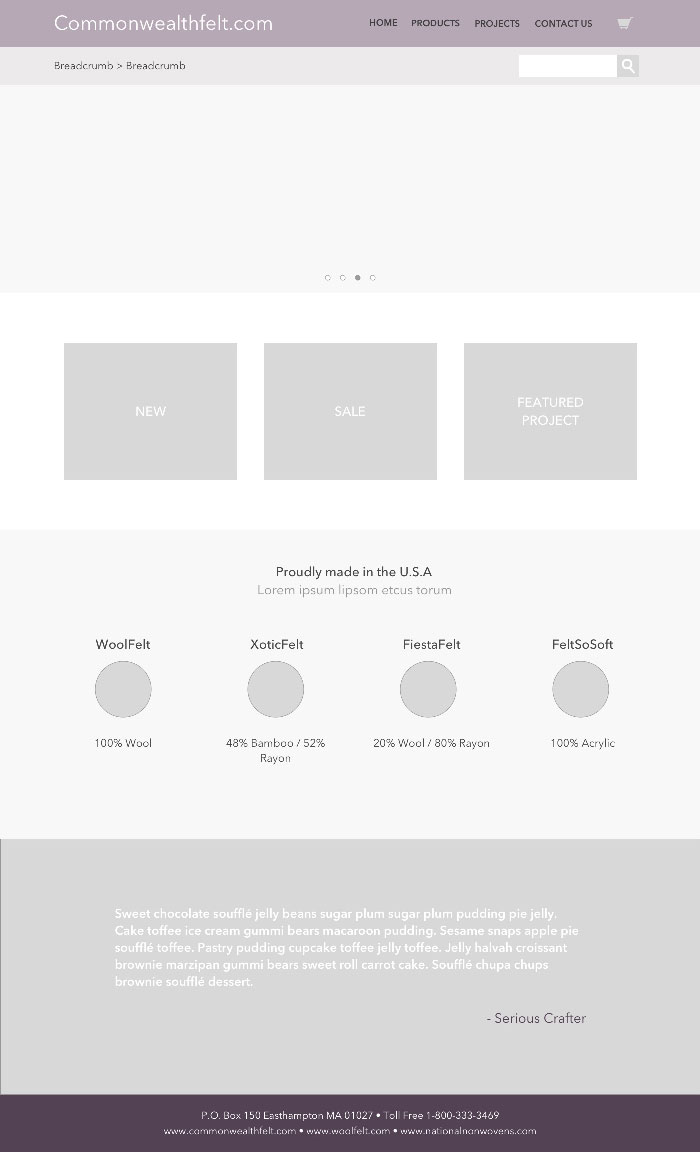 Commonwealthfelt.com
HOME PRODUCTS PROJECTS CONTACT US
Breadcrumb > Breadcrumb
NEW
SALE
FEATURED
PROJECT
Proudly made in the U.S.A
Lorem ipsum lipsom etcus torum
WoolFelt
100% Wool
XoticFelt
48% Bamboo / 52%
Rayon
FiestaFelt
20% Wool / 80% Rayon
FeltSoSoft
100% Acrylic
Sweet chocolate soufflé jelly beans sugar plum sugar plum pudding pie jelly.
Cake toffee ice cream gummi bears macaroon pudding. Sesame snaps apple pie
soufflé toffee. Pastry pudding cupcake toffee jelly toffee. Jelly halvah croissant
brownie marzipan gummi bears sweet roll carrot cake. Soufflé chupa chups
brownie soufflé dessert.
- Serious Crafter
P.O. Box 150 Easthampton MA 01027 • Toll Free 1-800-333-3469
www.commonwealthfelt.com • www.woolfelt.com • www.nationalnonwovens.com